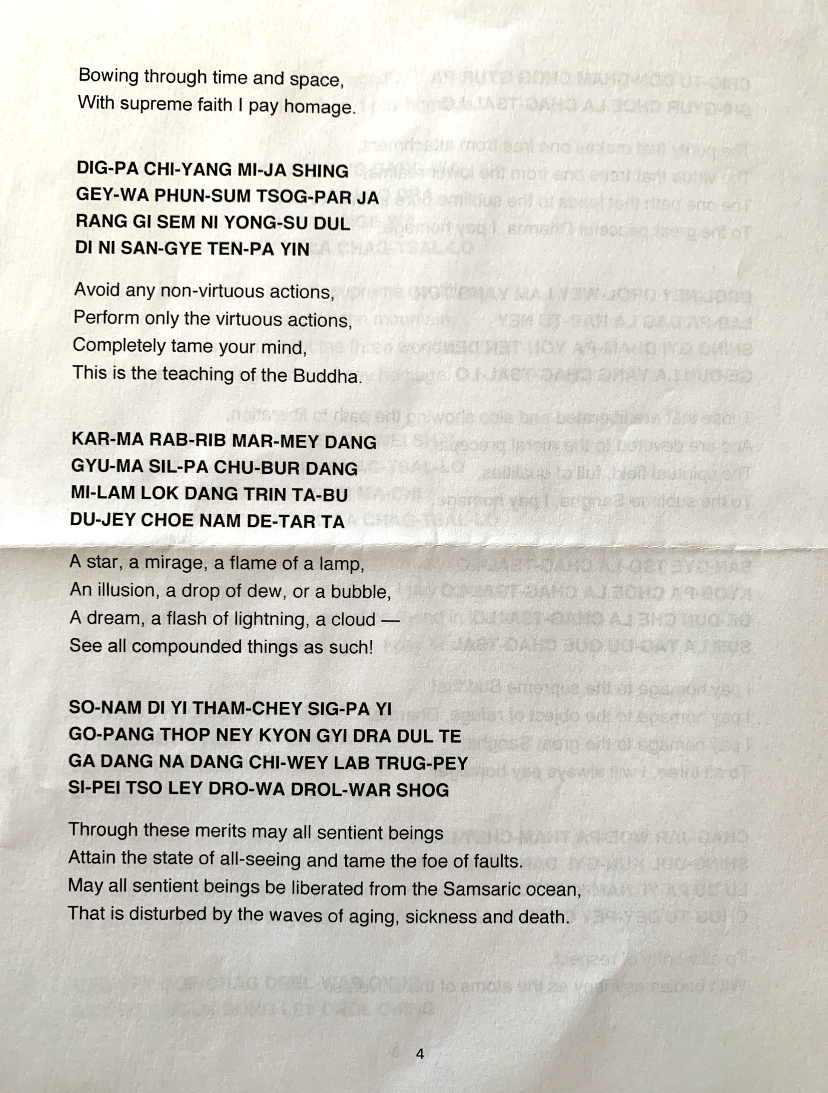 Bowing through time and space,
With supreme faith I pay homage.
DIG-PA CHI-YANG MI-JA SHING
GEY-WA PHUN-SUM TSOG-PAR JA
RANG GI SEM NI YONG-SU DUL
DI NI SAN-GYE TEN-PA YIN
Avoid any non-virtuous actions,
Perform only the virtuous actions,
Completely tame your mind,
This is the teaching of the Buddha.
KAR-MA RAB-RIB MAR-MEY DANG
GYU-MA SIL-PA CHU-BUR DANG
MI-LAM LOK DANG TRIN TA-BU
DU-JEY CHOE NAM DE-TAR TA
A star, a mirage, a flame of a lamp,
An illusion, a drop of dew, or a bubble,
A dream, a flash of lightning, a cloud —
See all compounded things as such!
SO-NAM DI YI THAM-CHEY SIG-PA YI
GO-PANG THOP NEY KYON GYI DRA DUL TE
GA DANG NA DANG CHI-WEY LAB TRUG-PEY
SI-PEI TSO LEY DRO-WA DROL-WAR SHOG
Through these merits may all sentient beings
Attain the state of all-seeing and tame the foe of faults.
May all sentient beings be liberated from the Samsaric ocean,
That is disturbed by the waves of aging, sickness and death.
4